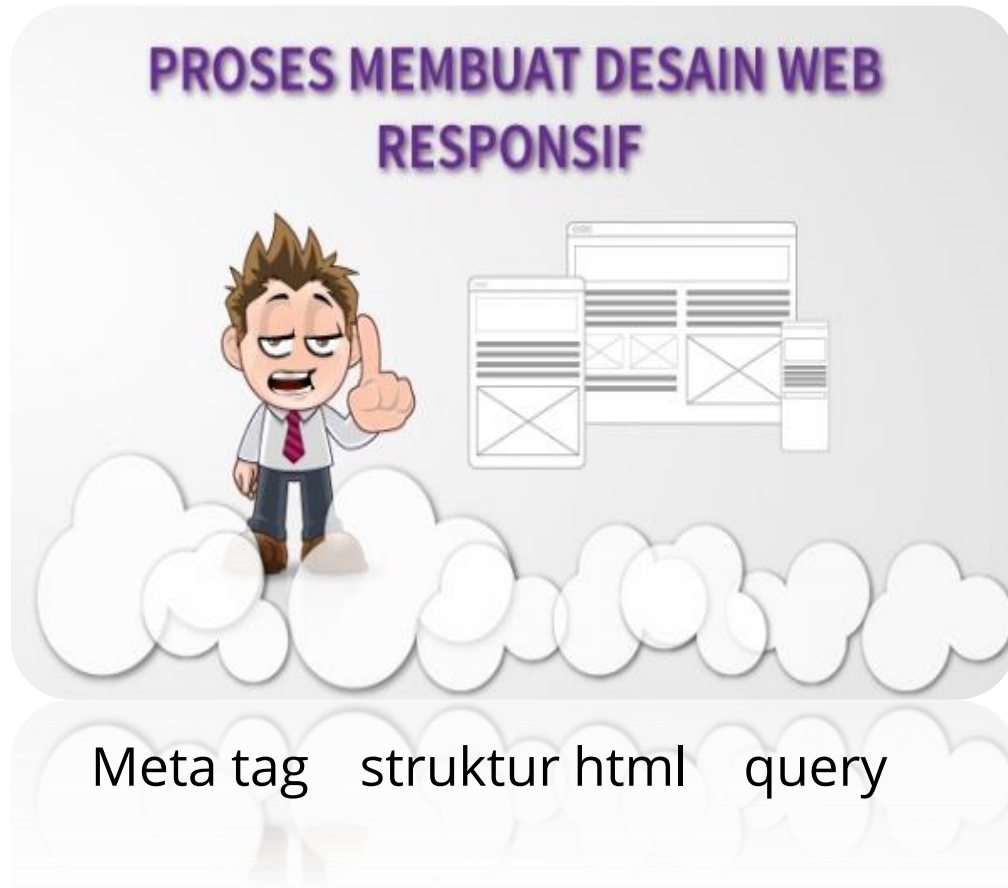 PROSES MEMBUAT DESAIN WEB
RESPONSIF
Meta tag struktur html query